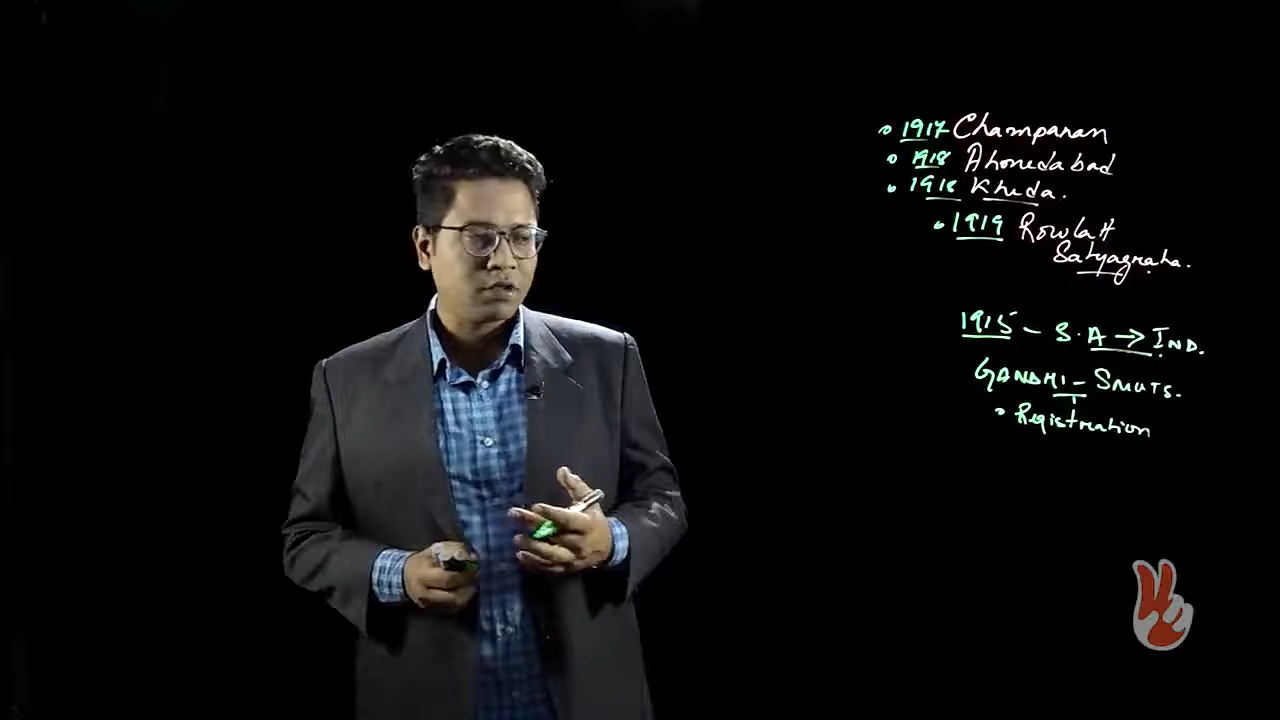 1917 Champaran
1918 Ahmedabad
1918 Kheda.
1919 Rowlatt
Satyagraha.
1915 - S.A → IND.
GANDHI - SMUTS.
Registration